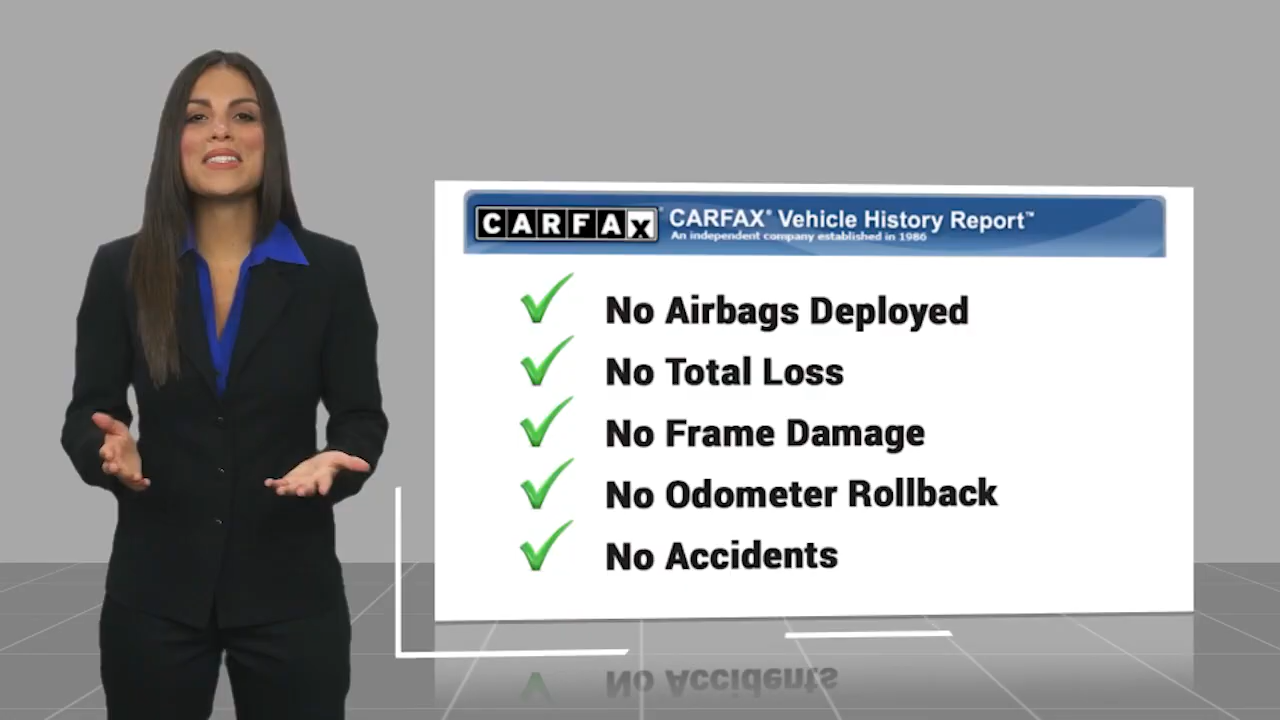 CARFAX® CARFAX® Vehicle History Report™
An independent company established in 1986
No Airbags Deployed
No Total Loss
No Frame Damage
No Odometer Rollback
No Accidents
No Accidents